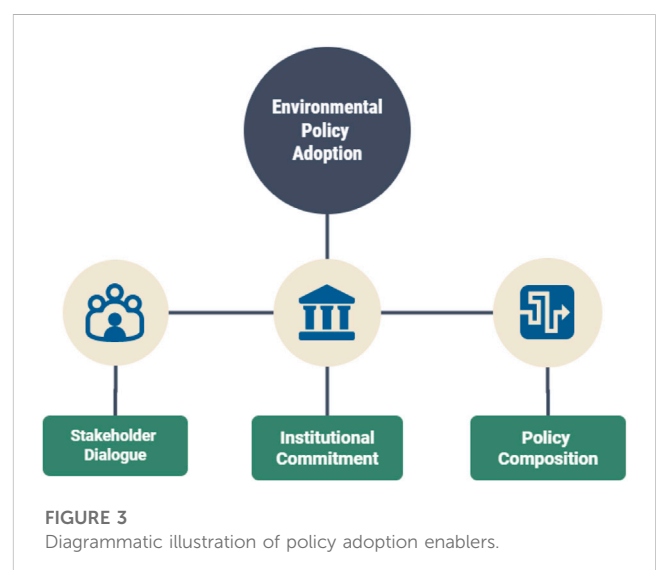 Environmental
Policy
Adoption
Stakeholder
Dialogue
Institutional
Commitment
Policy
Composition
FIGURE 3
Diagrammatic illustration of policy adoption enablers.